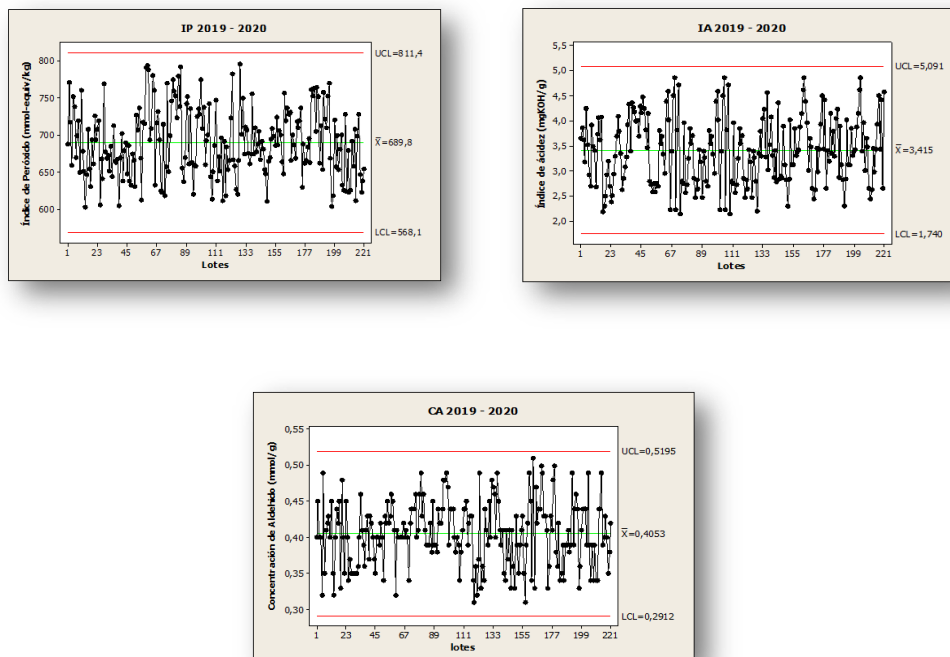 IP 2019 - 2020
Índice de Peróxido (mmol-equiv/kg)
800
750
700
650
600
UCL=811,4
X̅=689,8
LCL=568,1
1 23 45 67 89 111 133 155 177 199 221
Lotes
IA 2019 - 2020
Índice de ácidez (mgKOH/g)
5,5
5,0
4,5
4,0
3,5
3,0
2,5
2,0
UCL=5,091
X̅=3,415
LCL=1,740
1 23 45 67 89 111 133 155 177 199 221
Lotes
CA 2019 - 2020
Concentración de Aldehido (mmol/g)
0,55
0,50
0,45
0,40
0,35
0,30
UCL=0,5195
X̅=0,4053
LCL=0,2912
1 23 45 67 89 111 133 155 177 199 221
lotes